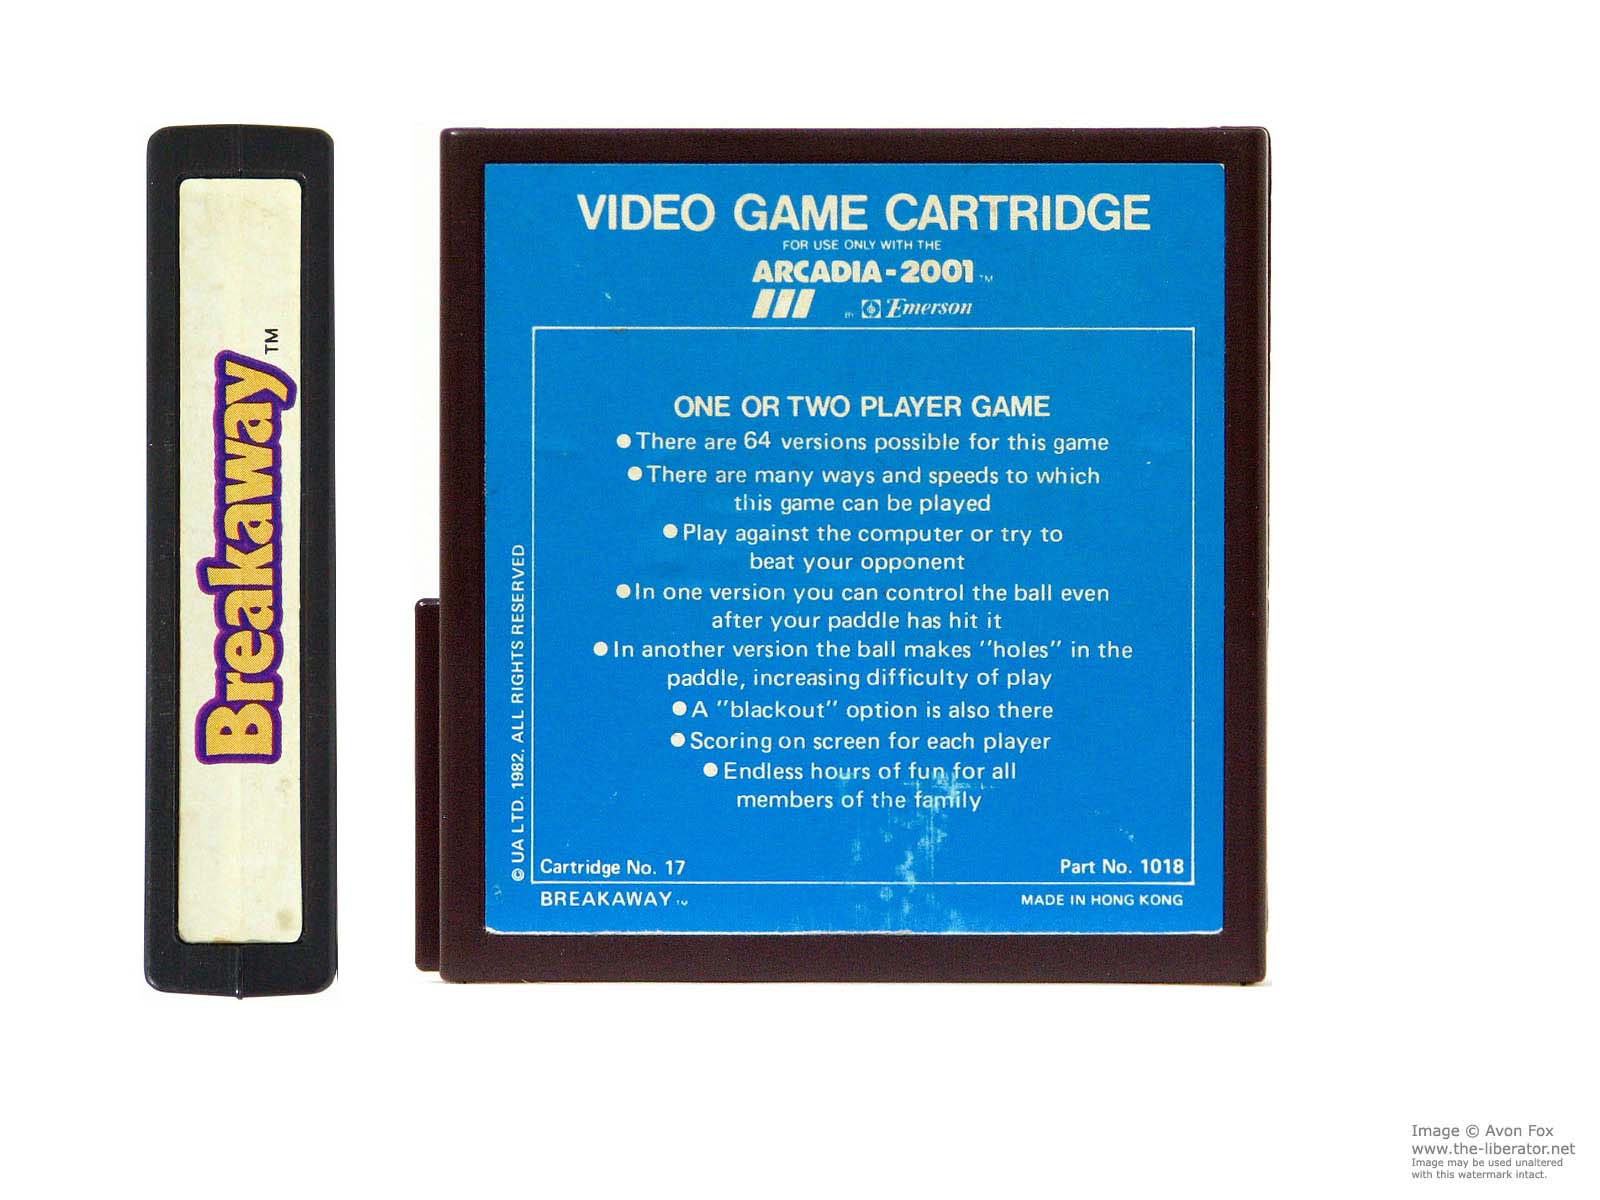 Breakaway™
VIDEO GAME CARTRIDGE
FOR USE ONLY WITH THE
ARCADIA-2001™
BY Emerson
ONE OR TWO PLAYER GAME
●There are 64 versions possible for this game
●There are many ways and speeds to which
this game can be played
●Play against the computer or try to
beat your opponent
●In one version you can control the ball even
after your paddle has hit it
●In another version the ball makes "holes" in the
paddle, increasing difficulty of play
●A "blackout" option is also there
●Scoring on screen for each player
●Endless hours of fun for all
members of the family
© UA LTD. 1982. ALL RIGHTS RESERVED
Cartridge No. 17
Part No. 1018
BREAKAWAY™
MADE IN HONG KONG
Image © Avon Fox
www.the-liberator.net
Image may be used unaltered
with this watermark intact.